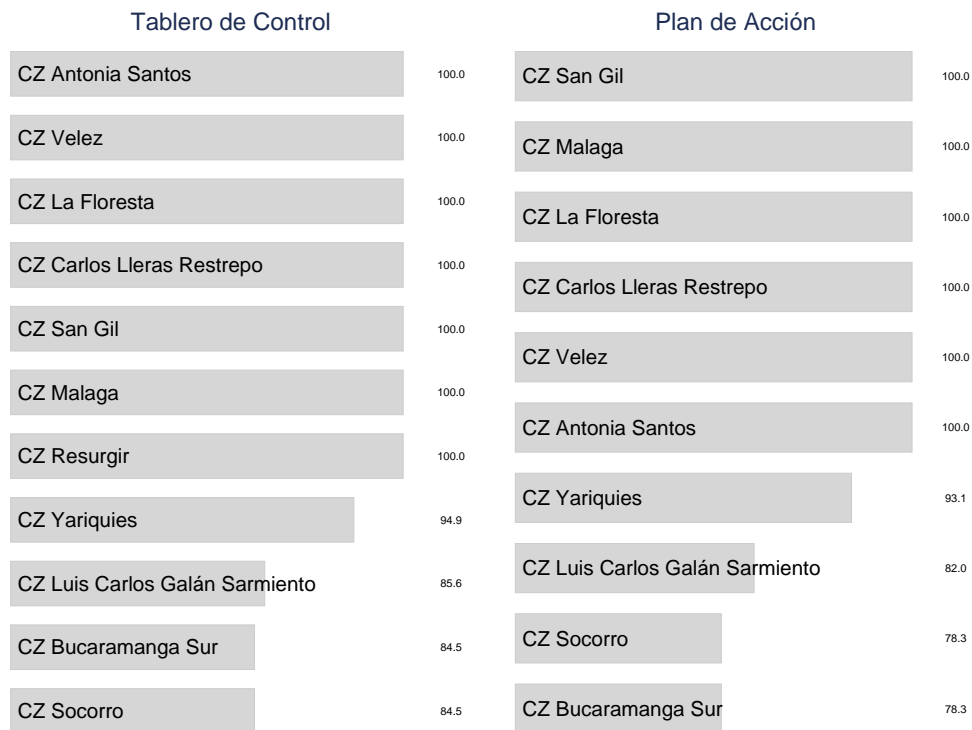 Tablero de Control
CZ Antonia Santos 100.0
CZ Velez 100.0
CZ La Floresta 100.0
CZ Carlos Lleras Restrepo 100.0
CZ San Gil 100.0
CZ Malaga 100.0
CZ Resurgir 100.0
CZ Yariquies 94.9
CZ Luis Carlos Galán Sarmiento 85.6
CZ Bucaramanga Sur 84.5
CZ Socorro 84.5
Plan de Acción
CZ San Gil 100.0
CZ Malaga 100.0
CZ La Floresta 100.0
CZ Carlos Lleras Restrepo 100.0
CZ Velez 100.0
CZ Antonia Santos 100.0
CZ Yariquies 93.1
CZ Luis Carlos Galán Sarmiento 82.0
CZ Socorro 78.3
CZ Bucaramanga Sur 78.3